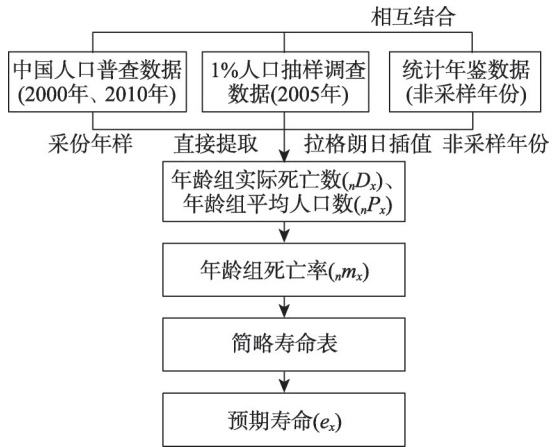 相互结合
中国人口普查数据
(2000年、2010年)
1%人口抽样调查
数据(2005年)
统计年鉴数据
(非采样年份)
采份年样 直接提取 拉格朗日插值 非采样年份
年龄组实际死亡数(nDx)、
年龄组平均人口数(nPx)
年龄组死亡率(nmx)
简略寿命表
预期寿命(ex)